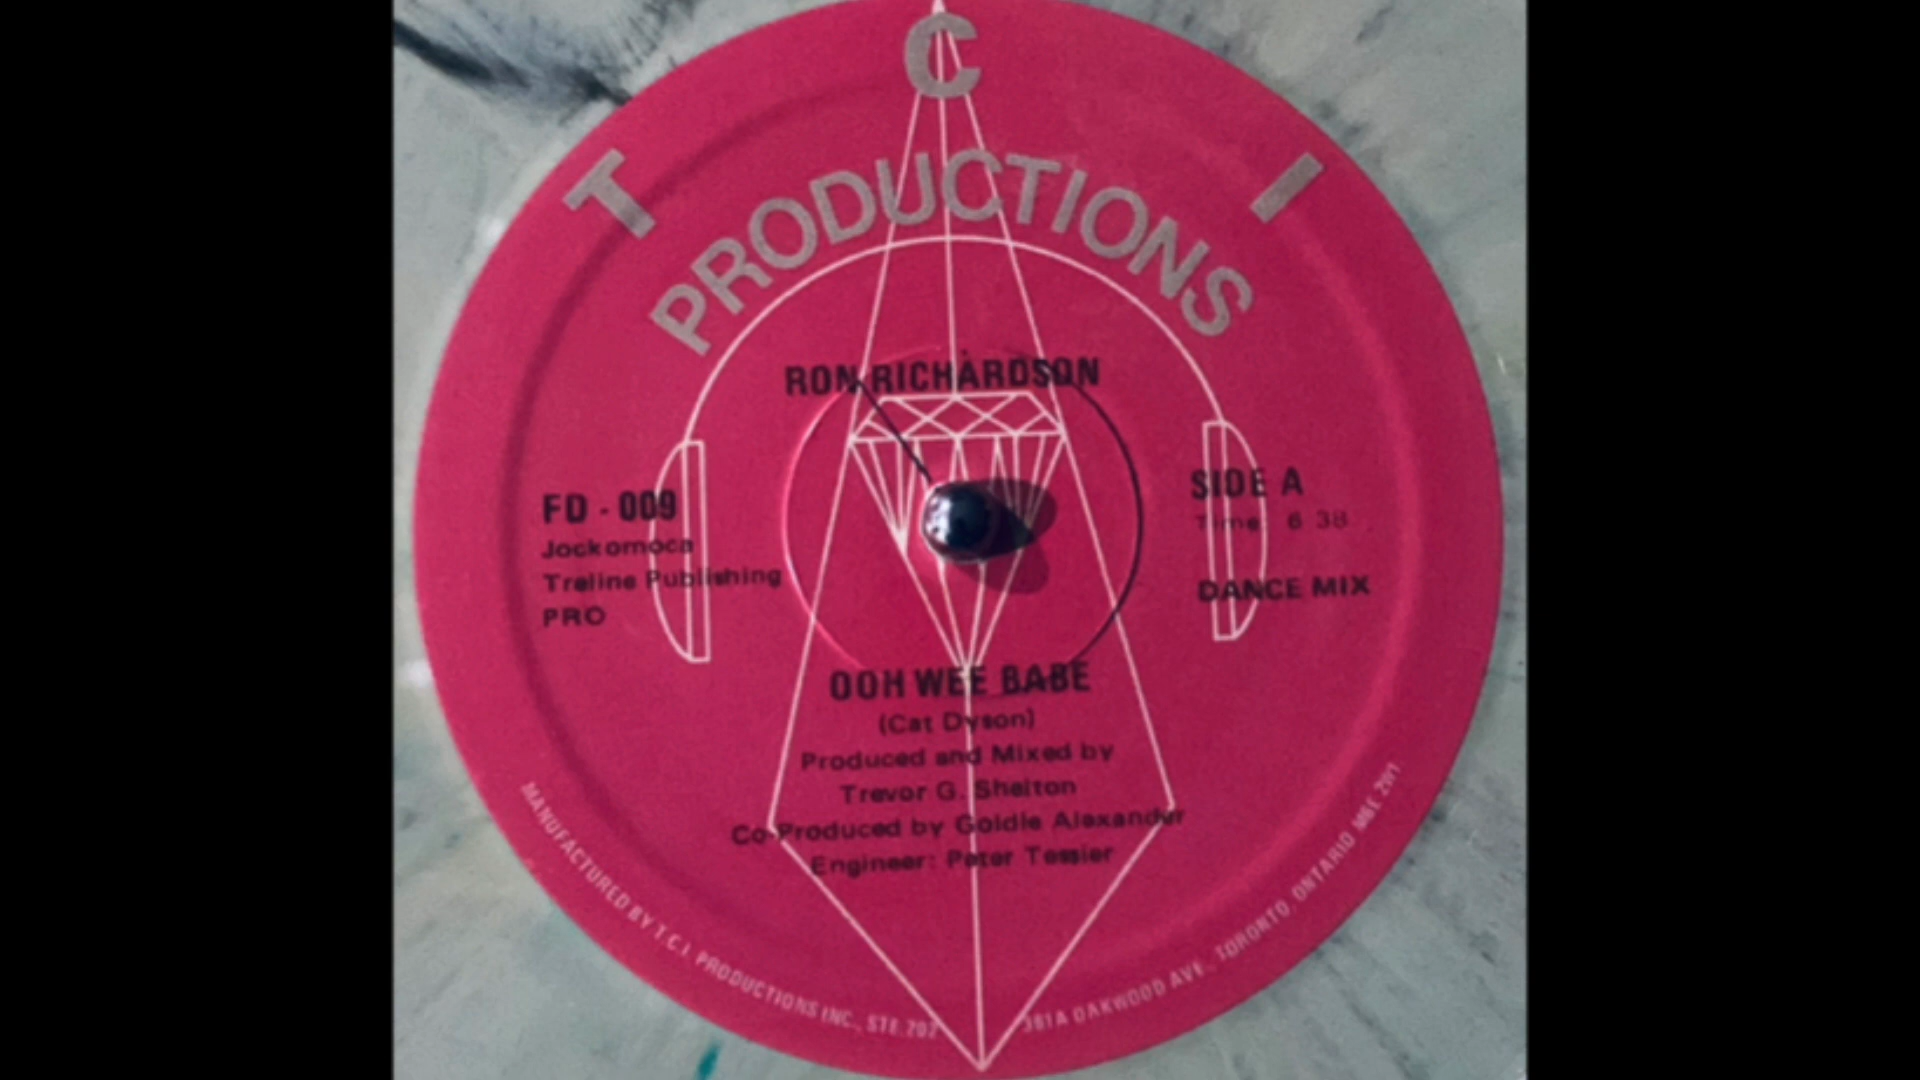 T C I
PRODUCTIONS
RON RICHARDSON
FD - 009
Jockomoca
Treline Publishing
PRO
SIDE A
Time: 6 38
DANCE MIX
OOH WEE BABE
(Cat Dyson)
Produced and Mixed by
Trevor G. Shelton
Co-Produced by Goldie Alexander
Engineer: Peter Tessier
MANUFACTURED BY T.C.I. PRODUCTIONS INC., STE. 202 381A OAKWOOD AVE., TORONTO, ONTARIO M6E 2W1